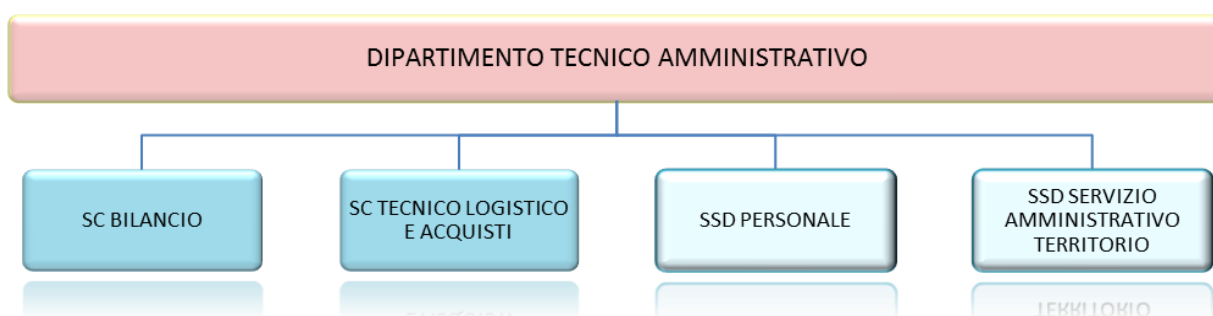 DIPARTIMENTO TECNICO AMMINISTRATIVO
SC BILANCIO
SC TECNICO LOGISTICO
E ACQUISTI
SSD PERSONALE
SSD SERVIZIO
AMMINISTRATIVO
TERRITORIO